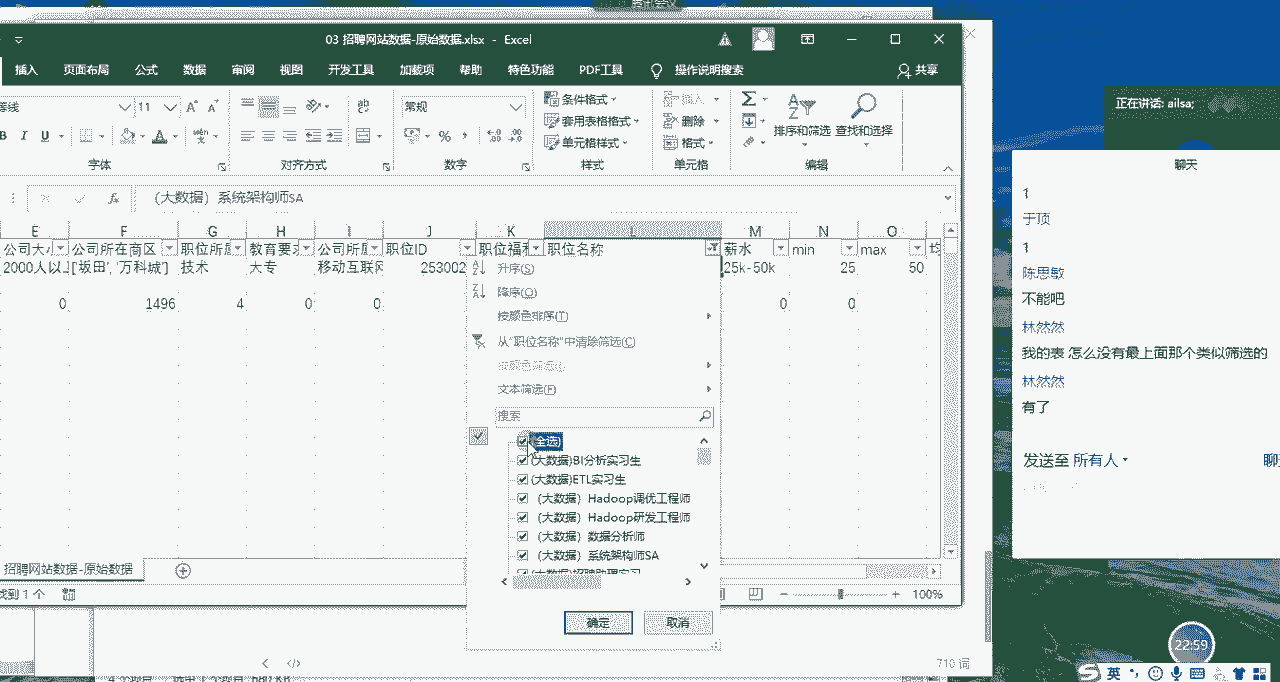 03 招聘网站数据-原始数据.xlsx - Excel
插入 页面布局 公式 数据 审阅 视图 开发工具 加载项 帮助 特色功能 PDF工具 操作说明搜索 共享
等线 11 常规 条件格式 插入
B I U 套用表格格式 删除 排序和筛选 查找和选择
单元格样式 格式
字体 对齐方式 数字 样式 单元格 编辑
(大数据) 系统架构师SA
E F G H I J K L M N O
公司大小 公司所在商区 职位所属 教育要求 公司所属 职位ID 职位福利 职位名称 薪水 min max
2000人以上 ['坂田', '万科城'] 技术 大专 移动互联网 253002 25k-50k 25 50
0 1496 4 0 0 0 0
升序(S)
降序(O)
按颜色排序(T)
从"职位名称"中清除筛选(C)
按颜色筛选(I)
文本筛选(F)
搜索
(全选)
(大数据)BI分析实习生
(大数据)ETL实习生
(大数据) Hadoop调优工程师
(大数据) Hadoop研发工程师
(大数据) 数据分析师
(大数据) 系统架构师SA
(大数据)招聘助理实习
确定 取消
招聘网站数据-原始数据
找到 1 个
100%
710 词
正在讲话: ailsa;
聊天
1
于顶
1
陈思敏
不能吧
林然然
我的表 怎么没有最上面那个类似筛选的
林然然
有了
发送至 所有人
22:59
英